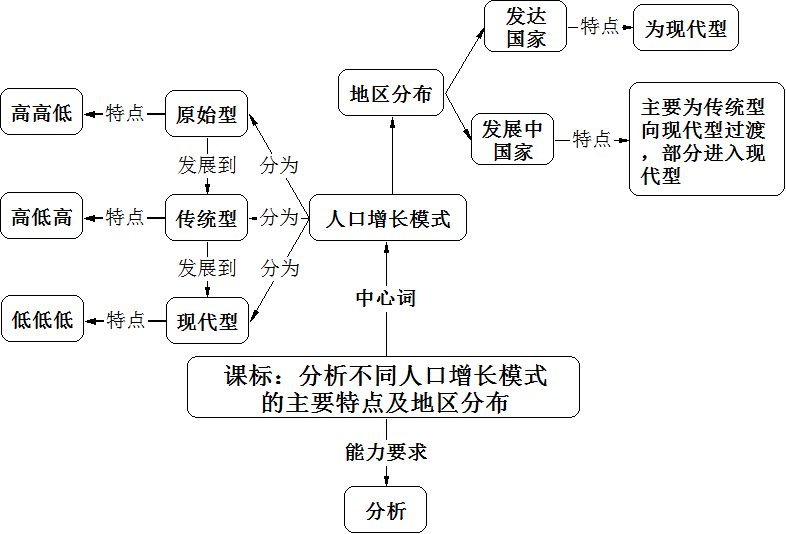 发达
国家
特点
为现代型
地区分布
主要为传统型
向现代型过渡
，部分进入现
代型
发展中
国家
特点
高高低
特点
原始型
发展到
分为
高低高
特点
传统型
分为
人口增长模式
发展到
分为
中心词
低低低
特点
现代型
课标：分析不同人口增长模式
的主要特点及地区分布
能力要求
分析